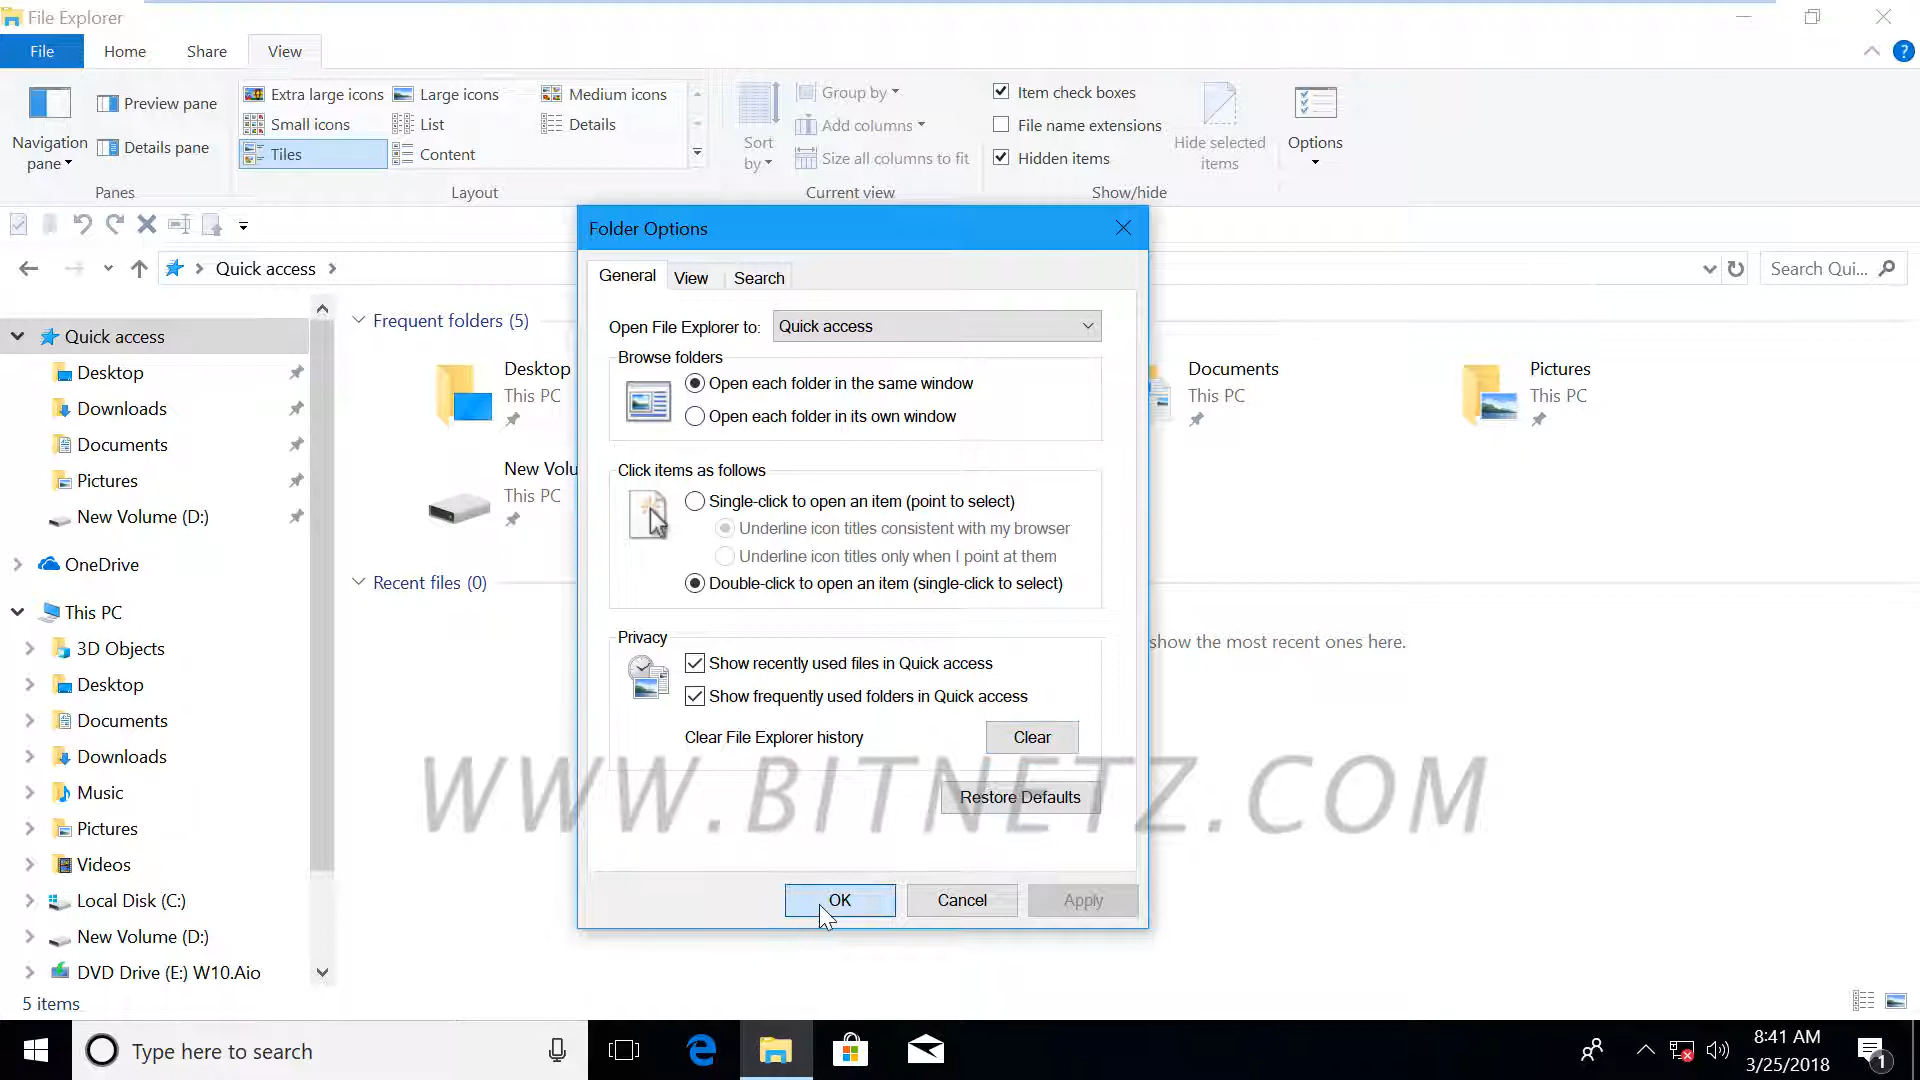 File Explorer
File Home Share View
Navigation pane
Preview pane
Details pane
Panes
Extra large icons Large icons Medium icons
Small icons List Details
Tiles Content
Layout
Sort by
Group by
Add columns
Size all columns to fit
Current view
Item check boxes
File name extensions
Hidden items
Hide selected items
Show/hide
Options
Quick access
Search Qui...
Quick access
Desktop
Downloads
Documents
Pictures
New Volume (D:)
OneDrive
This PC
3D Objects
Desktop
Documents
Downloads
Music
Pictures
Videos
Local Disk (C:)
New Volume (D:)
DVD Drive (E:) W10.Aio
5 items
Frequent folders (5)
Desktop
This PC
Documents
This PC
Pictures
This PC
New Volu
This PC
Recent files (0)
show the most recent ones here.
Folder Options
General View Search
Open File Explorer to: Quick access
Browse folders
Open each folder in the same window
Open each folder in its own window
Click items as follows
Single-click to open an item (point to select)
Underline icon titles consistent with my browser
Underline icon titles only when I point at them
Double-click to open an item (single-click to select)
Privacy
Show recently used files in Quick access
Show frequently used folders in Quick access
Clear File Explorer history Clear
Restore Defaults
OK Cancel Apply
WWW.BITNETZ.COM
Type here to search
8:41 AM
3/25/2018
1